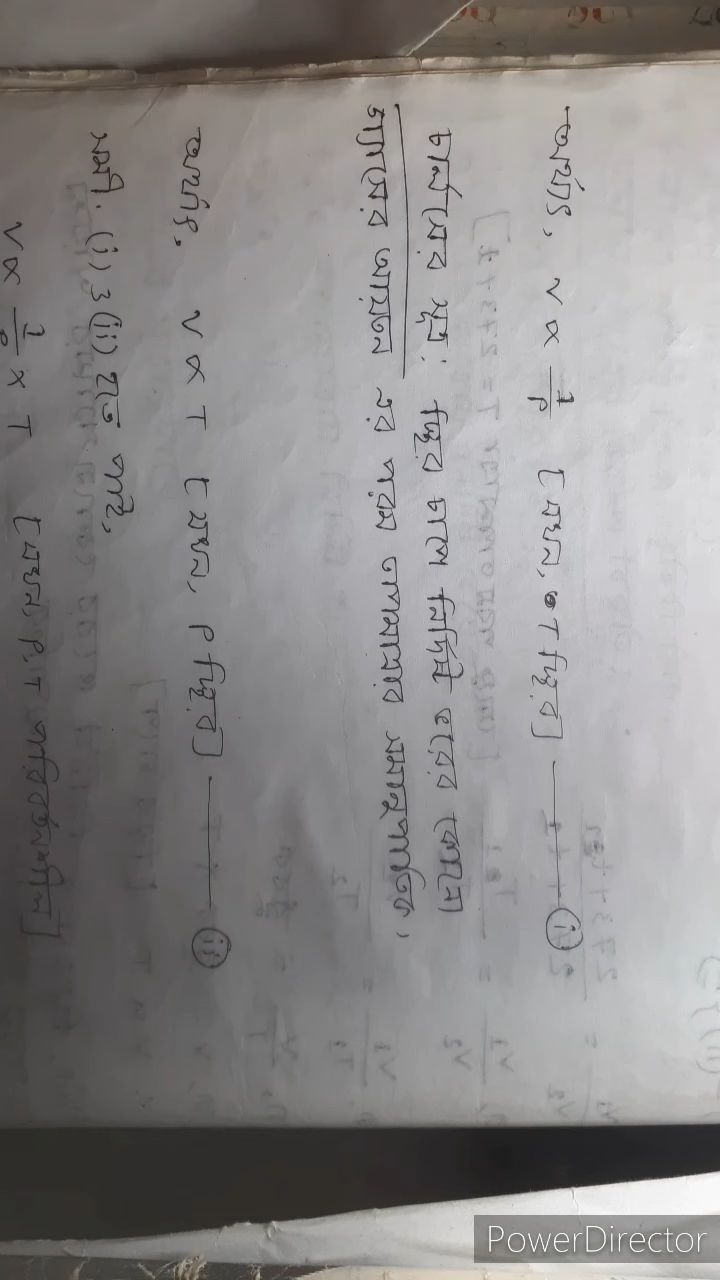 অর্থাৎ, V ∝ 1/P [যখন, T স্থির] —— (i)
চার্লসের সূত্র: স্থির চাপে নির্দিষ্ট ভরের কোনো
গ্যাসের আয়তন এর পরম তাপমাত্রার সমানুপাতিক,
অর্থাৎ, V ∝ T [যখন, P স্থির] —— (ii)
সমী. (i) ও (ii) হতে পাই,
V ∝ 1/P × T [যখন, P.T পরিবর্তনশীল]
PowerDirector